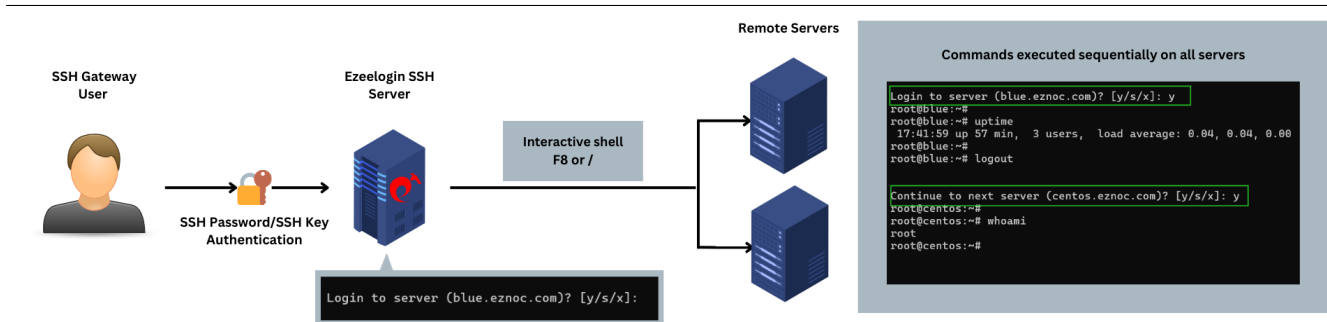 SSH Gateway
User
SSH Password/SSH Key
Authentication
Ezeelogin SSH
Server
Login to server (blue.eznoc.com)? [y/s/x]:
Interactive shell
F8 or /
Remote Servers
Commands executed sequentially on all servers
Login to server (blue.eznoc.com)? [y/s/x]: y
root@blue:~#
root@blue:~# uptime
17:41:59 up 57 min,  3 users,  load average: 0.04, 0.04, 0.00
root@blue:~#
root@blue:~# logout
Continue to next server (centos.eznoc.com)? [y/s/x]: y
root@centos:~#
root@centos:~# whoami
root
root@centos:~#